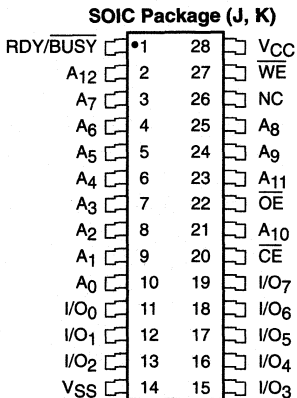 SOIC Package (J, K)
RDY/BUSY •1 28 VCC
A12 2 27 WE
A7 3 26 NC
A6 4 25 A8
A5 5 24 A9
A4 6 23 A11
A3 7 22 OE
A2 8 21 A10
A1 9 20 CE
A0 10 19 I/O7
I/O0 11 18 I/O6
I/O1 12 17 I/O5
I/O2 13 16 I/O4
VSS 14 15 I/O3